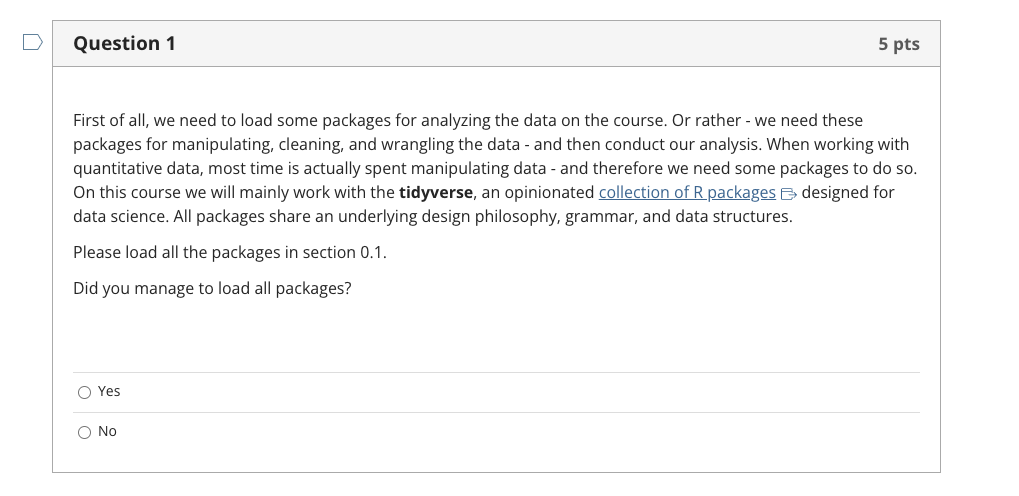 Question 1
5 pts
First of all, we need to load some packages for analyzing the data on the course. Or rather - we need these
packages for manipulating, cleaning, and wrangling the data - and then conduct our analysis. When working with
quantitative data, most time is actually spent manipulating data - and therefore we need some packages to do so.
On this course we will mainly work with the tidyverse, an opinionated collection of R packages designed for
data science. All packages share an underlying design philosophy, grammar, and data structures.
Please load all the packages in section 0.1.
Did you manage to load all packages?
Yes
No